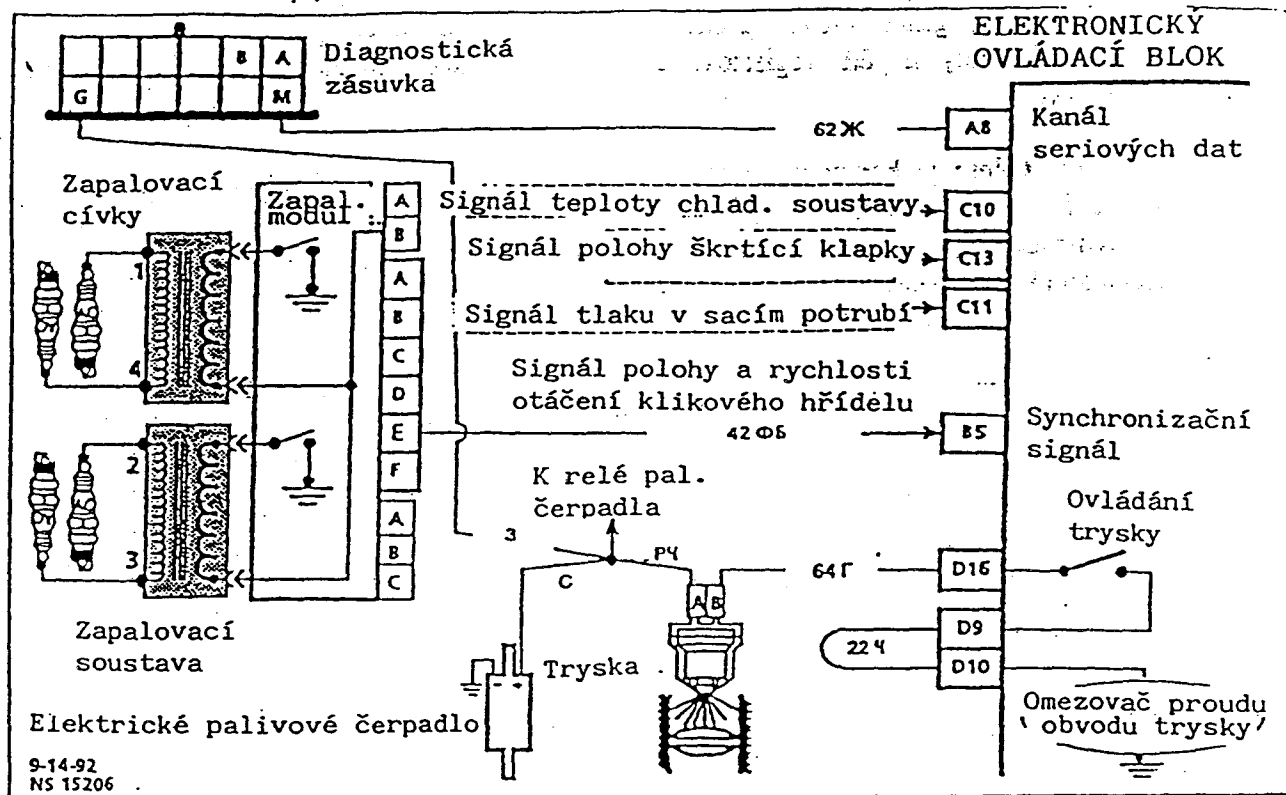 ELEKTRONICKÝ
OVLÁDACÍ BLOK
B A
G M
Diagnostická
zásuvka
62Ж
A8
Kanál
seriových dat
Zapalovací
cívky
Zapal.
modul
A
B
Signál teploty chlad. soustavy
C10
Signál polohy škrtící klapky
C13
Signál tlaku v sacím potrubí
C11
1
4
A
B
C
D
E
F
Signál polohy a rychlosti
otáčení klikového hřídelu
42ФБ
B5
Synchronizační
signál
2
3
A
B
C
K relé pal.
čerpadla
З
С
РЧ
A B
64Г
D16
Ovládání
trysky
D9
22Ч
D10
Zapalovací
soustava
Tryska
- +
Elektrické palivové čerpadlo
Omezovač proudu
obvodu trysky
9-14-92
NS 15206